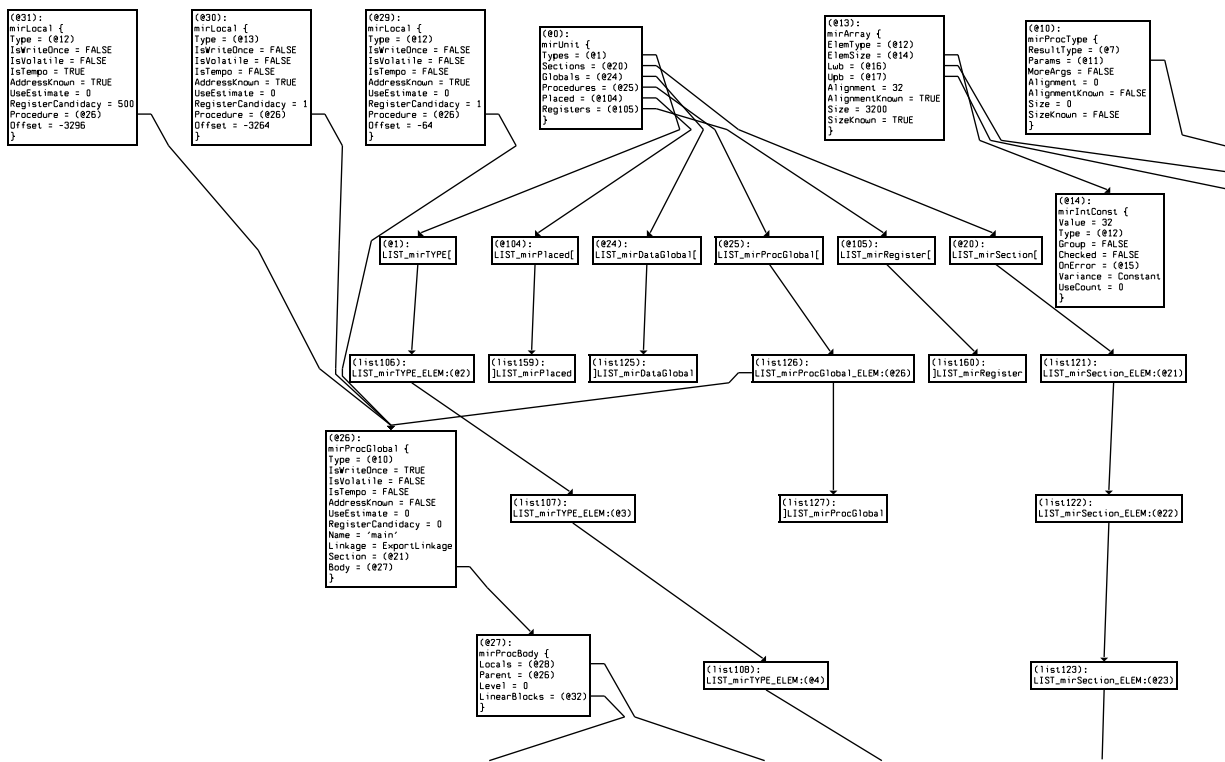 (@31):
mirLocal {
Type = (@12)
IsWriteOnce = FALSE
IsVolatile = FALSE
IsTempo = TRUE
AddressKnown = TRUE
UseEstimate = 0
RegisterCandidacy = 500
Procedure = (@26)
Offset = -3296
}
(@30):
mirLocal {
Type = (@13)
IsWriteOnce = FALSE
IsVolatile = FALSE
IsTempo = FALSE
AddressKnown = TRUE
UseEstimate = 0
RegisterCandidacy = 1
Procedure = (@26)
Offset = -3264
}
(@29):
mirLocal {
Type = (@12)
IsWriteOnce = FALSE
IsVolatile = FALSE
IsTempo = FALSE
AddressKnown = TRUE
UseEstimate = 0
RegisterCandidacy = 1
Procedure = (@26)
Offset = -64
}
(@0):
mirUnit {
Types = (@1)
Sections = (@20)
Globals = (@24)
Procedures = (@25)
Placed = (@104)
Registers = (@105)
}
(@13):
mirArray {
ElemType = (@12)
ElemSize = (@14)
Lwb = (@16)
Upb = (@17)
Alignment = 32
AlignmentKnown = TRUE
Size = 3200
SizeKnown = TRUE
}
(@10):
mirProcType {
ResultType = (@7)
Params = (@11)
MoreArgs = FALSE
Alignment = 0
AlignmentKnown = FALSE
Size = 0
SizeKnown = FALSE
}
(@14):
mirIntConst {
Value = 32
Type = (@12)
Group = FALSE
Checked = FALSE
OnError = (@15)
Variance = Constant
UseCount = 0
}
(@1):
LIST_mirTYPE[
(@104):
LIST_mirPlaced[
(@24):
LIST_mirDataGlobal[
(@25):
LIST_mirProcGlobal[
(@105):
LIST_mirRegister[
(@20):
LIST_mirSection[
(list106):
LIST_mirTYPE_ELEM:(@2)
(list159):
]LIST_mirPlaced
(list125):
]LIST_mirDataGlobal
(list126):
LIST_mirProcGlobal_ELEM:(@26)
(list160):
]LIST_mirRegister
(list121):
LIST_mirSection_ELEM:(@21)
(@26):
mirProcGlobal {
Type = (@10)
IsWriteOnce = TRUE
IsVolatile = FALSE
IsTempo = FALSE
AddressKnown = FALSE
UseEstimate = 0
RegisterCandidacy = 0
Name = 'main'
Linkage = ExportLinkage
Section = (@21)
Body = (@27)
}
(list107):
LIST_mirTYPE_ELEM:(@3)
(list127):
]LIST_mirProcGlobal
(list122):
LIST_mirSection_ELEM:(@22)
(@27):
mirProcBody {
Locals = (@28)
Parent = (@26)
Level = 0
LinearBlocks = (@32)
}
(list108):
LIST_mirTYPE_ELEM:(@4)
(list123):
LIST_mirSection_ELEM:(@23)